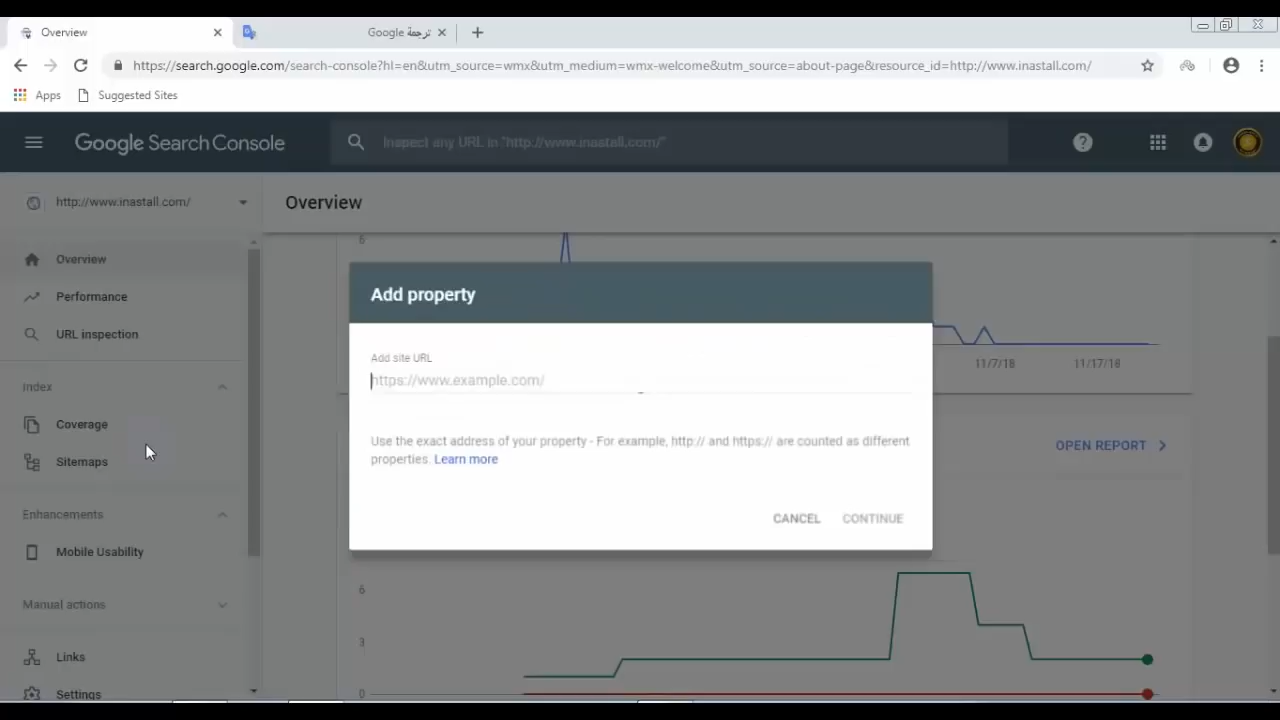 Overview
ترجمة Google
https://search.google.com/search-console?hl=en&utm_source=wmx&utm_medium=wmx-welcome&utm_source=about-page&resource_id=http://www.inastall.com/
Apps
Suggested Sites
Google Search Console
Inspect any URL in "http://www.inastall.com/"
http://www.inastall.com/
Overview
Overview
Performance
URL inspection
Index
Coverage
Sitemaps
Enhancements
Mobile Usability
Manual actions
Links
Settings
6
11/7/18
11/17/18
Add property
Add site URL
https://www.example.com/
Use the exact address of your property - For example, http:// and https:// are counted as different
properties. Learn more
CANCEL
CONTINUE
OPEN REPORT
6
3
0